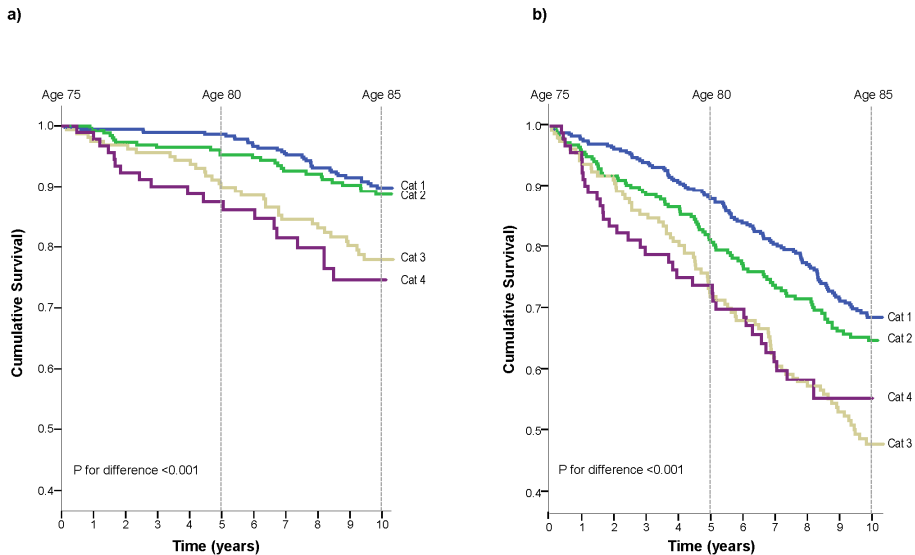 a)
Age 75 Age 80 Age 85
1.0
0.9
0.8
0.7
0.6
0.5
0.4
Cumulative Survival)
Cat 1
Cat 2
Cat 3
Cat 4
P for difference <0.001
0 1 2 3 4 5 6 7 8 9 10
Time (years)
b)
Age 75 Age 80 Age 85
1.0
0.9
0.8
0.7
0.6
0.5
0.4
Cumulative Survival)
Cat 1
Cat 2
Cat 4
Cat 3
P for difference <0.001
0 1 2 3 4 5 6 7 8 9 10
Time (years)